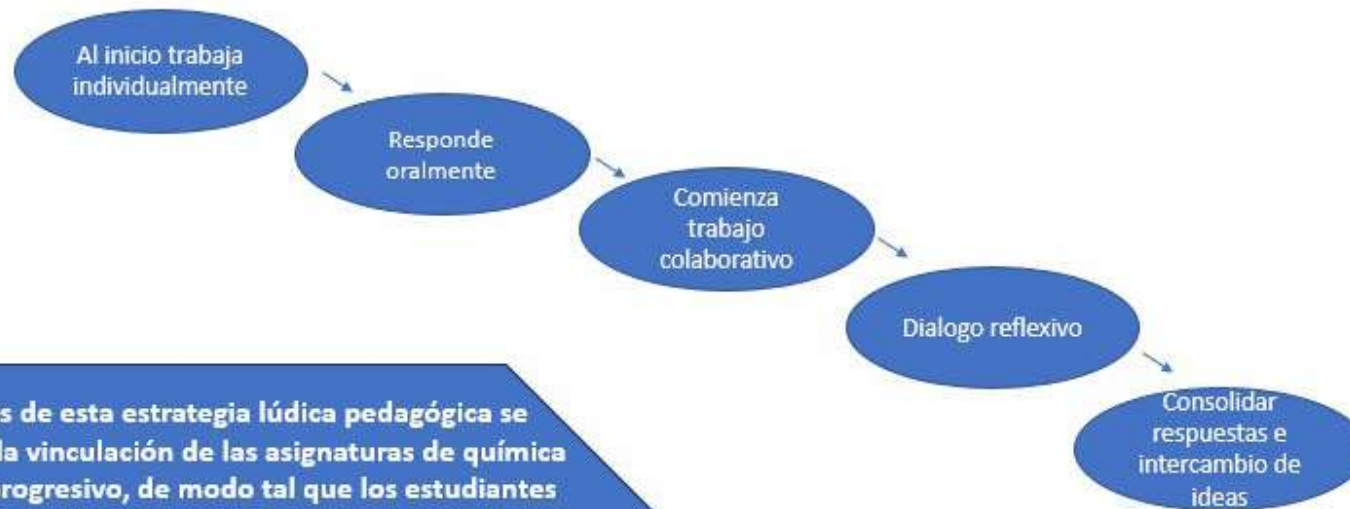 Al inicio trabaja
individualmente
Responde
oralmente
Comienza
trabajo
colaborativo
Dialogo reflexivo
Consolidar
respuestas e
intercambio de
ideas
s de esta estrategia lúdica pedagógica se
la vinculación de las asignaturas de química
rogresivo, de modo tal que los estudiantes